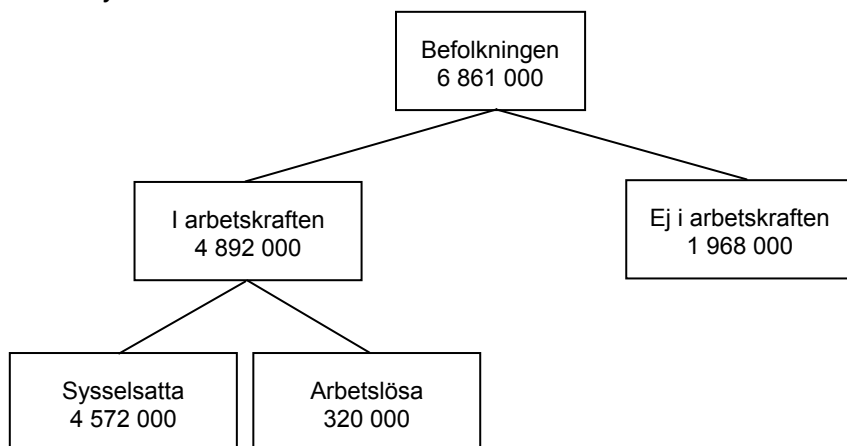 Befolkningen
6 861 000
I arbetskraften
4 892 000
Ej i arbetskraften
1 968 000
Sysselsatta
4 572 000
Arbetslösa
320 000